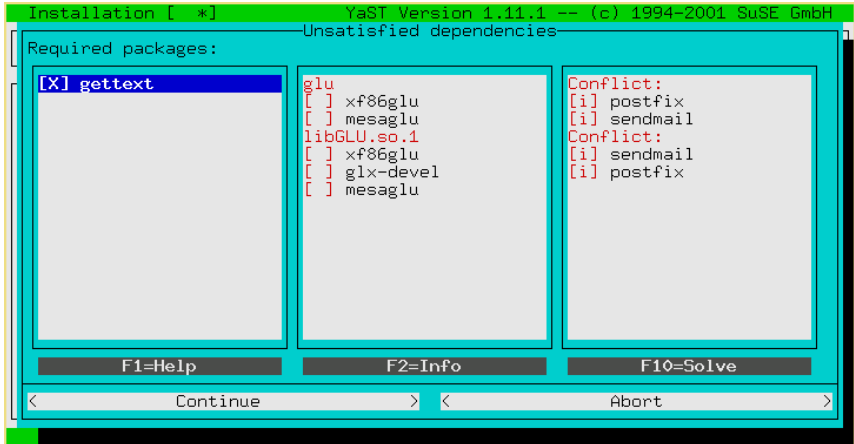 Installation [  *]            YaST Version 1.11.1 -- (c) 1994-2001 SuSE GmbH
Unsatisfied dependencies
Required packages:
[X] gettext
glu
[ ] xf86glu
[ ] mesaglu
libGLU.so.1
[ ] xf86glu
[ ] glx-devel
[ ] mesaglu
Conflict:
[i] postfix
[i] sendmail
Conflict:
[i] sendmail
[i] postfix
F1=Help
F2=Info
F10=Solve
< Continue >
< Abort >